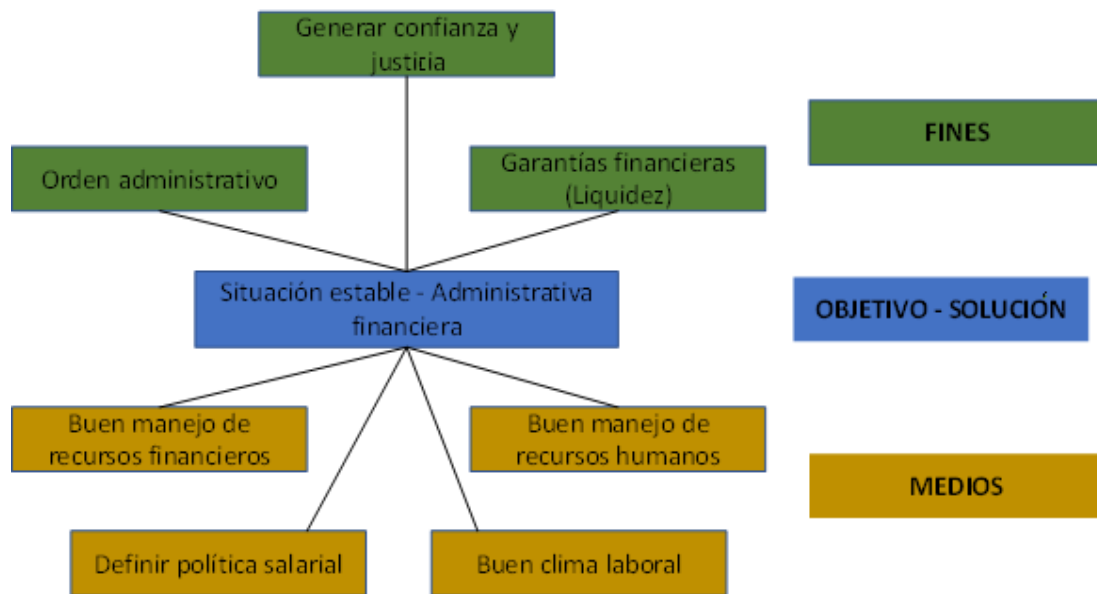 Generar confianza y
justicia
FINES
Orden administrativo
Garantías financieras
(Liquidez)
Situación estable - Administrativa
financiera
OBJETIVO - SOLUCIÓN
Buen manejo de
recursos financieros
Buen manejo de
recursos humanos
MEDIOS
Definir política salarial
Buen clima laboral